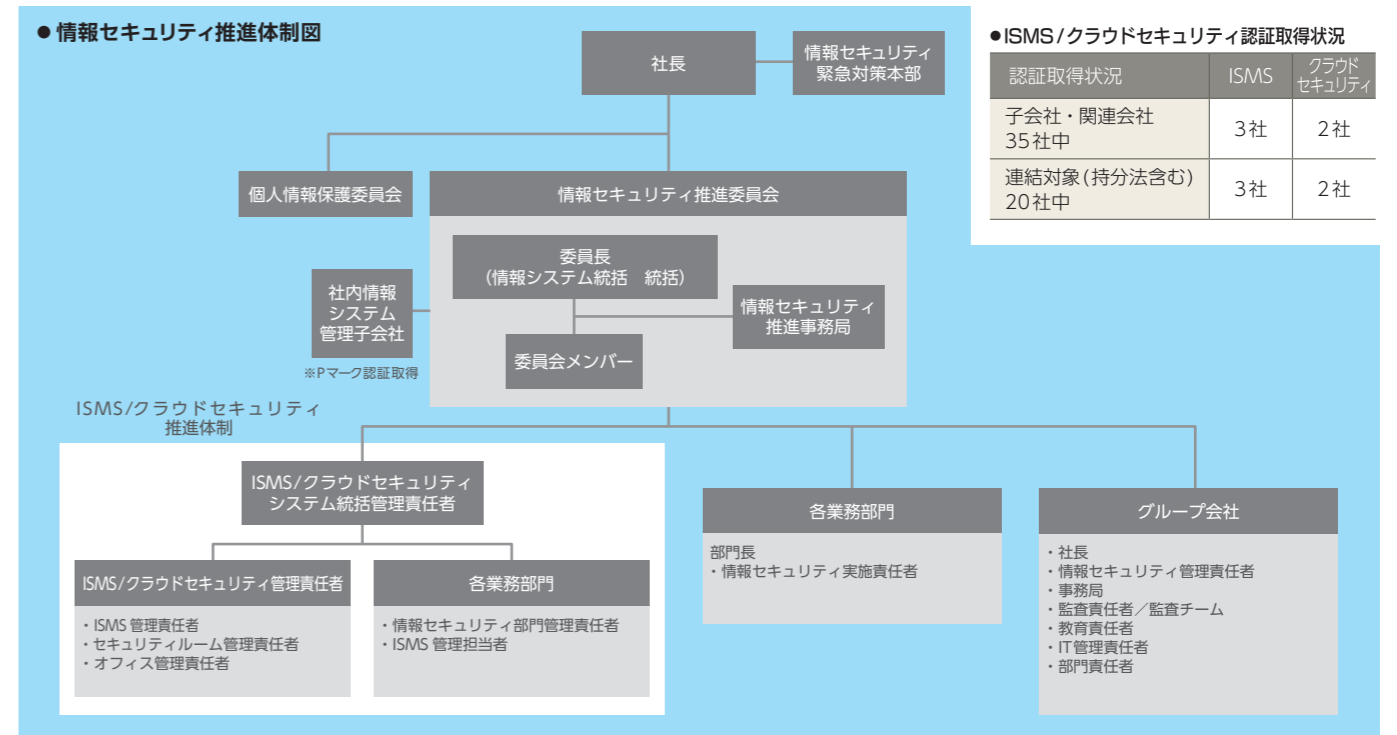 ●情報セキュリティ推進体制図
社長
情報セキュリティ
緊急対策本部
●ISMS/クラウドセキュリティ認証取得状況
認証取得状況 ISMS クラウド
セキュリティ
子会社・関連会社
35社中 3社 2社
連結対象(持分法含む)
20社中 3社 2社
個人情報保護委員会
情報セキュリティ推進委員会
委員長
(情報システム統括 統括)
情報セキュリティ
推進事務局
委員会メンバー
社内情報
システム
管理子会社
※Pマーク認証取得
ISMS/クラウドセキュリティ
推進体制
ISMS/クラウドセキュリティ
システム統括管理責任者
ISMS/クラウドセキュリティ管理責任者
・ISMS 管理責任者
・セキュリティルーム管理責任者
・オフィス管理責任者
各業務部門
・情報セキュリティ部門管理責任者
・ISMS 管理担当者
各業務部門
部門長
・情報セキュリティ実施責任者
グループ会社
・社長
・情報セキュリティ管理責任者
・事務局
・監査責任者／監査チーム
・教育責任者
・IT管理責任者
・部門責任者